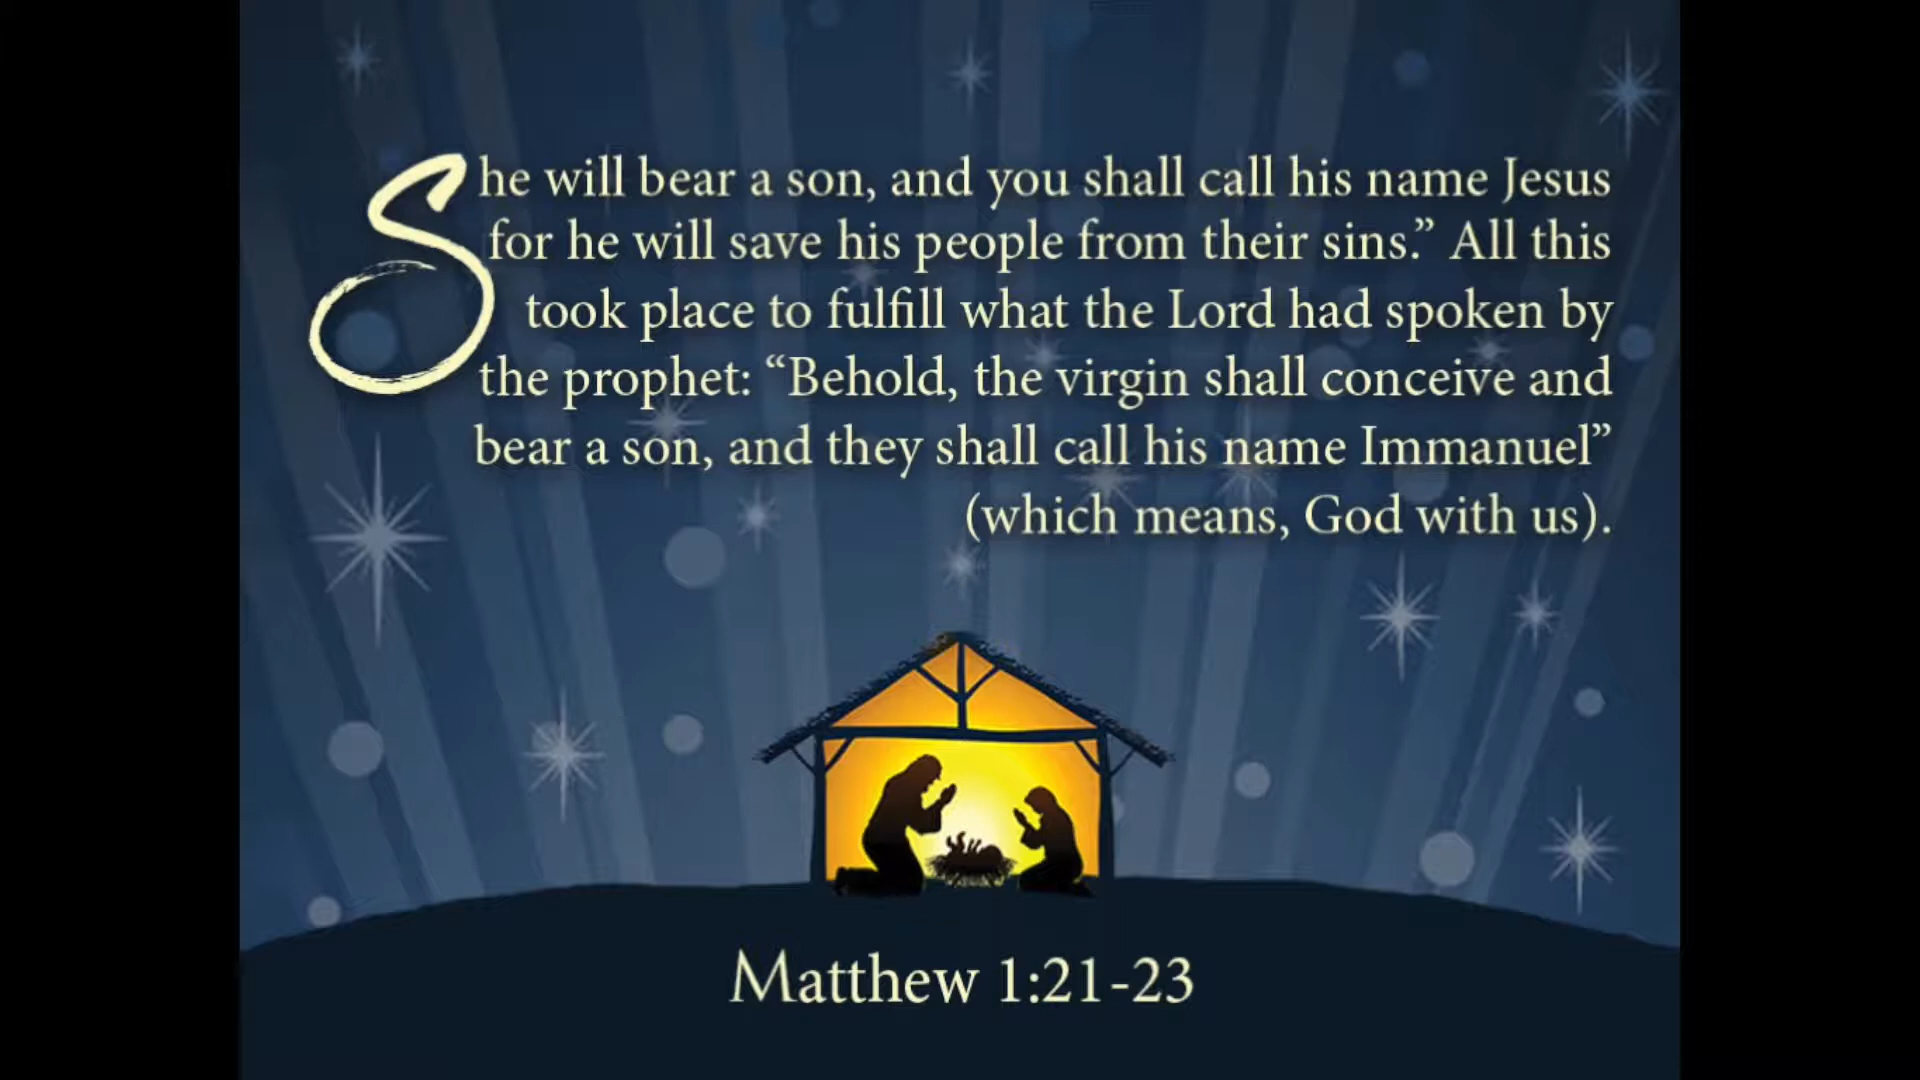 She will bear a son, and you shall call his name Jesus
for he will save his people from their sins.” All this
took place to fulfill what the Lord had spoken by
the prophet: “Behold, the virgin shall conceive and
bear a son, and they shall call his name Immanuel”
(which means, God with us).
Matthew 1:21-23